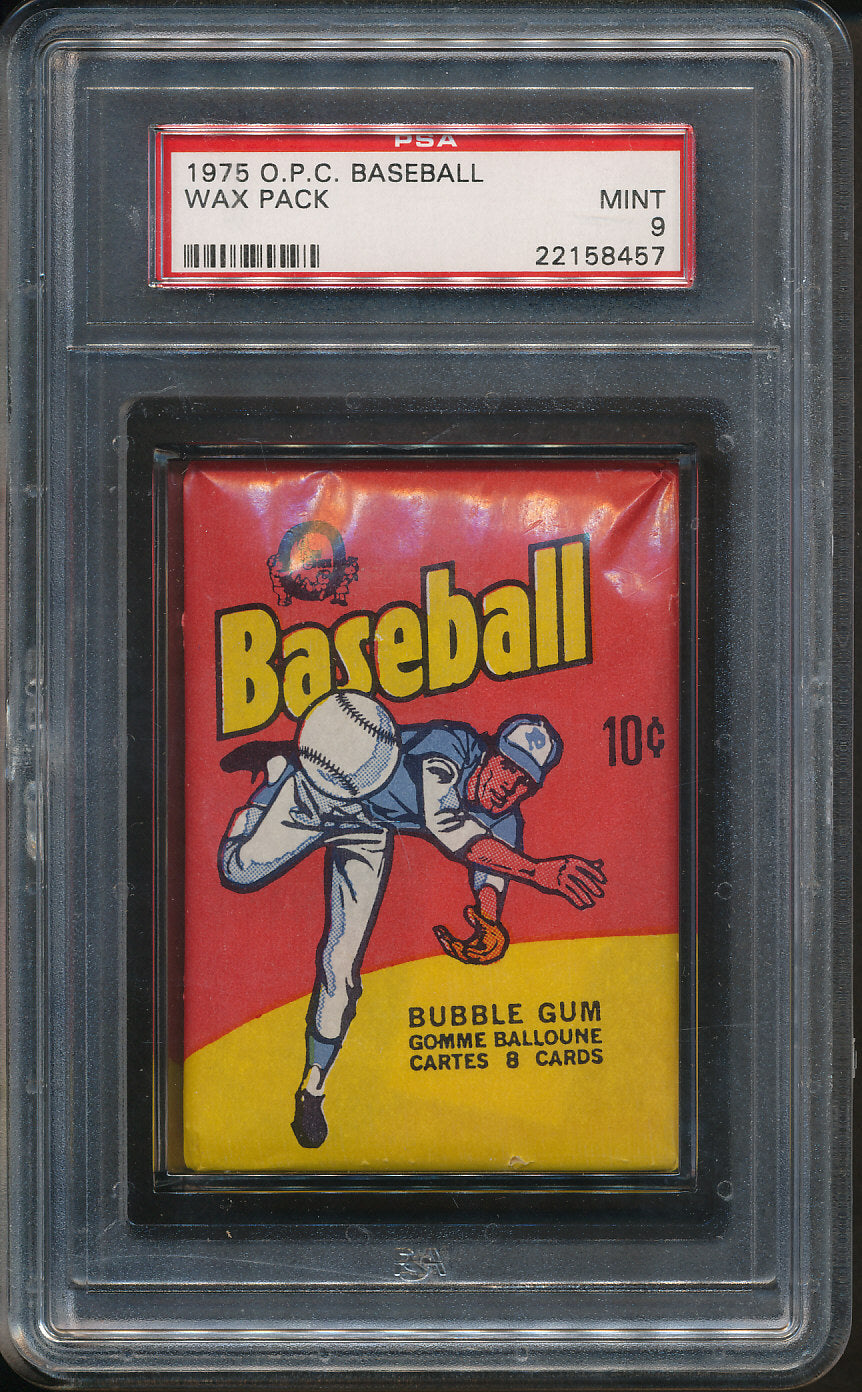 PSA
1975 O.P.C. BASEBALL
WAX PACK MINT
9
22158457
Baseball
10¢
BUBBLE GUM
GOMME BALLOUNE
CARTES 8 CARDS
PSA